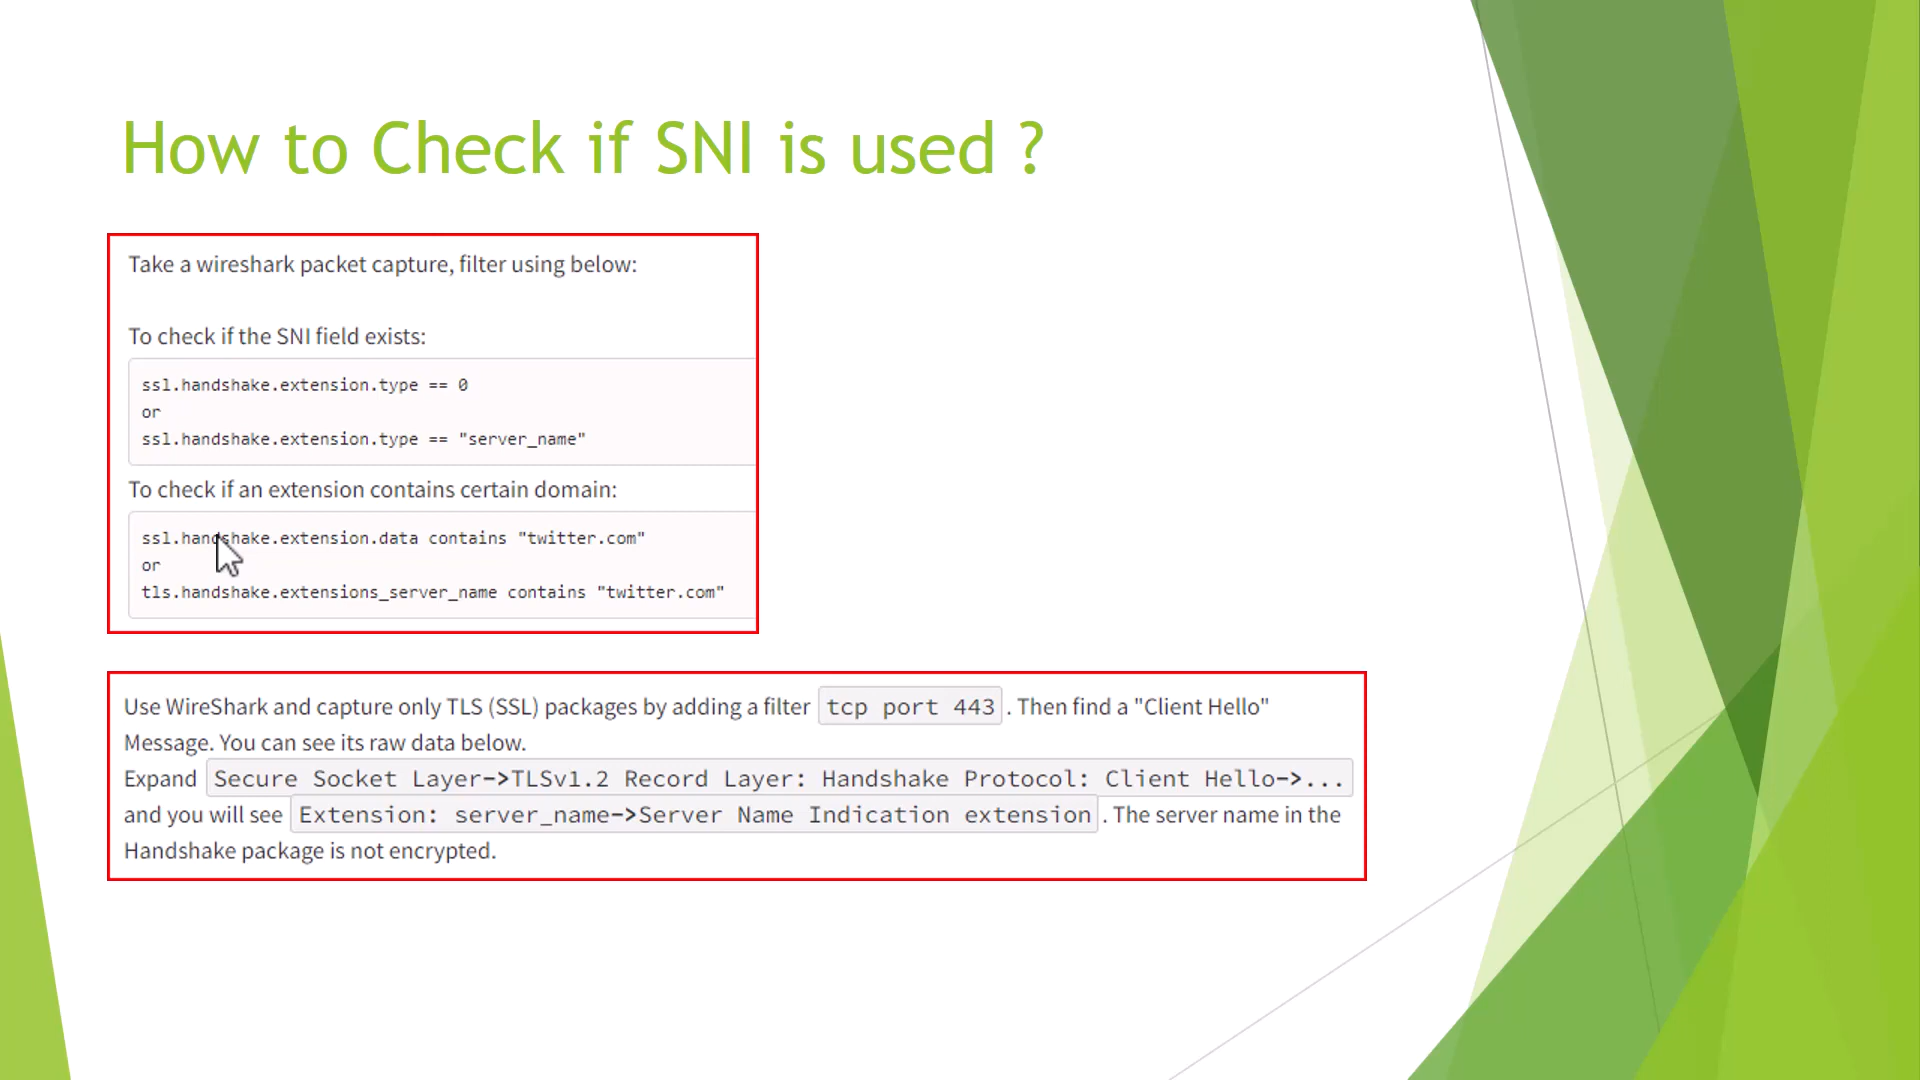 How to Check if SNI is used ?
Take a wireshark packet capture, filter using below:
To check if the SNI field exists:
ssl.handshake.extension.type == 0
or
ssl.handshake.extension.type == "server_name"
To check if an extension contains certain domain:
ssl.handshake.extension.data contains "twitter.com"
or
tls.handshake.extensions_server_name contains "twitter.com"
Use WireShark and capture only TLS (SSL) packages by adding a filter tcp port 443 . Then find a "Client Hello"
Message. You can see its raw data below.
Expand Secure Socket Layer->TLSv1.2 Record Layer: Handshake Protocol: Client Hello->...
and you will see Extension: server_name->Server Name Indication extension . The server name in the
Handshake package is not encrypted.